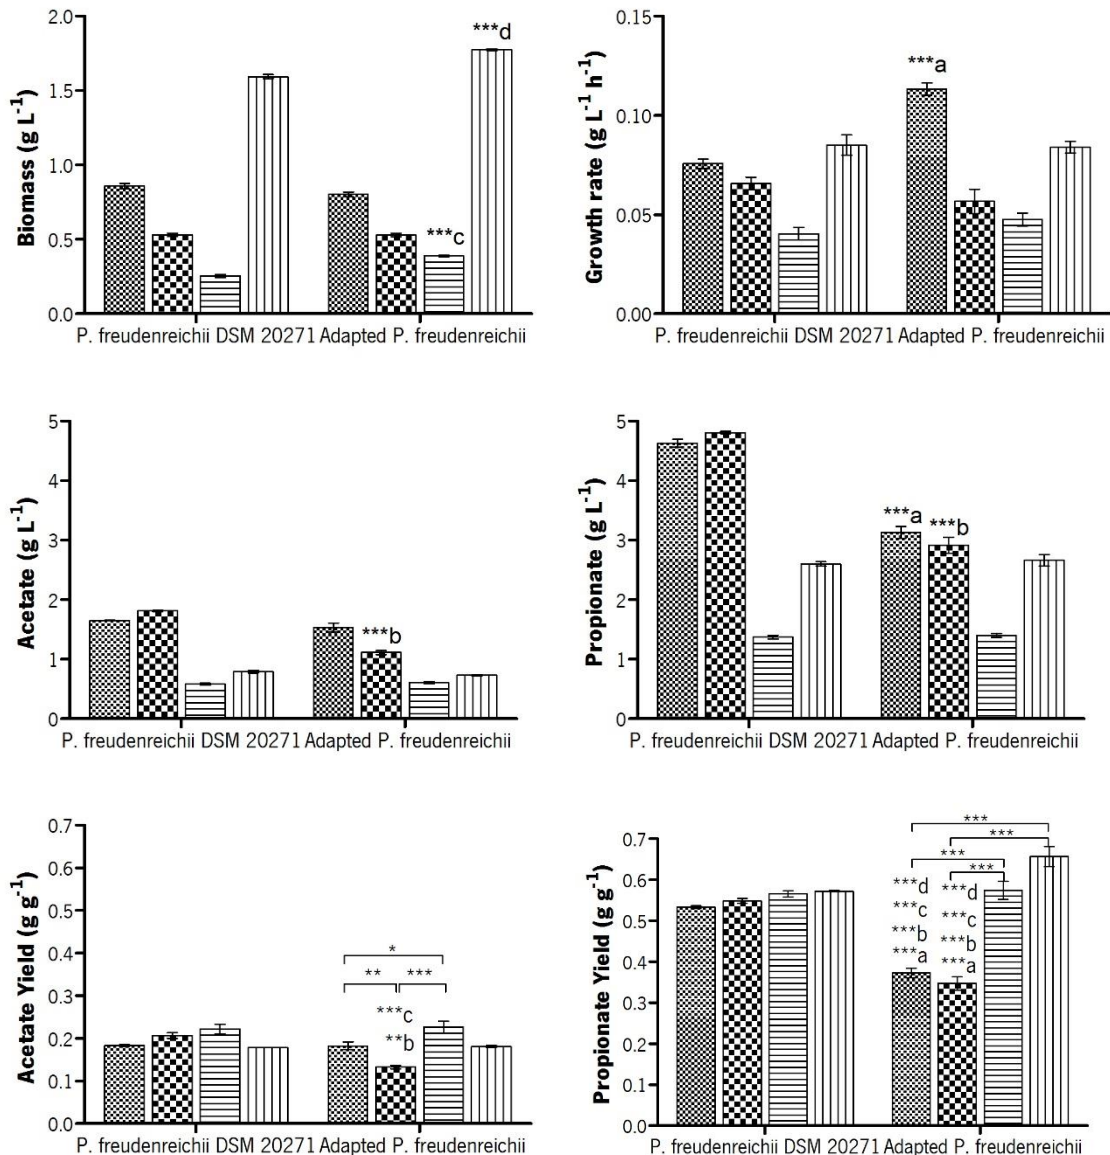 Biomass (g L-1)
2.0
1.5
1.0
0.5
0.0
***c
***d
P. freudenreichii DSM 20271 Adapted P. freudenreichii
Growth rate (g L-1 h-1)
0.15
0.10
0.05
0.00
***a
P. freudenreichii DSM 20271 Adapted P. freudenreichii
Acetate (g L-1)
5
4
3
2
1
0
***b
P. freudenreichii DSM 20271 Adapted P. freudenreichii
Propionate (g L-1)
5
4
3
2
1
0
***a
***b
P. freudenreichii DSM 20271 Adapted P. freudenreichii
Acetate Yield (g g-1)
0.7
0.6
0.5
0.4
0.3
0.2
0.1
0.0
*
** ***
***c
**b
P. freudenreichii DSM 20271 Adapted P. freudenreichii
Propionate Yield (g g-1)
0.7
0.6
0.5
0.4
0.3
0.2
0.1
0.0
***
***
***
***
***d ***d
***c ***c
***b ***b
***a ***a
P. freudenreichii DSM 20271 Adapted P. freudenreichii